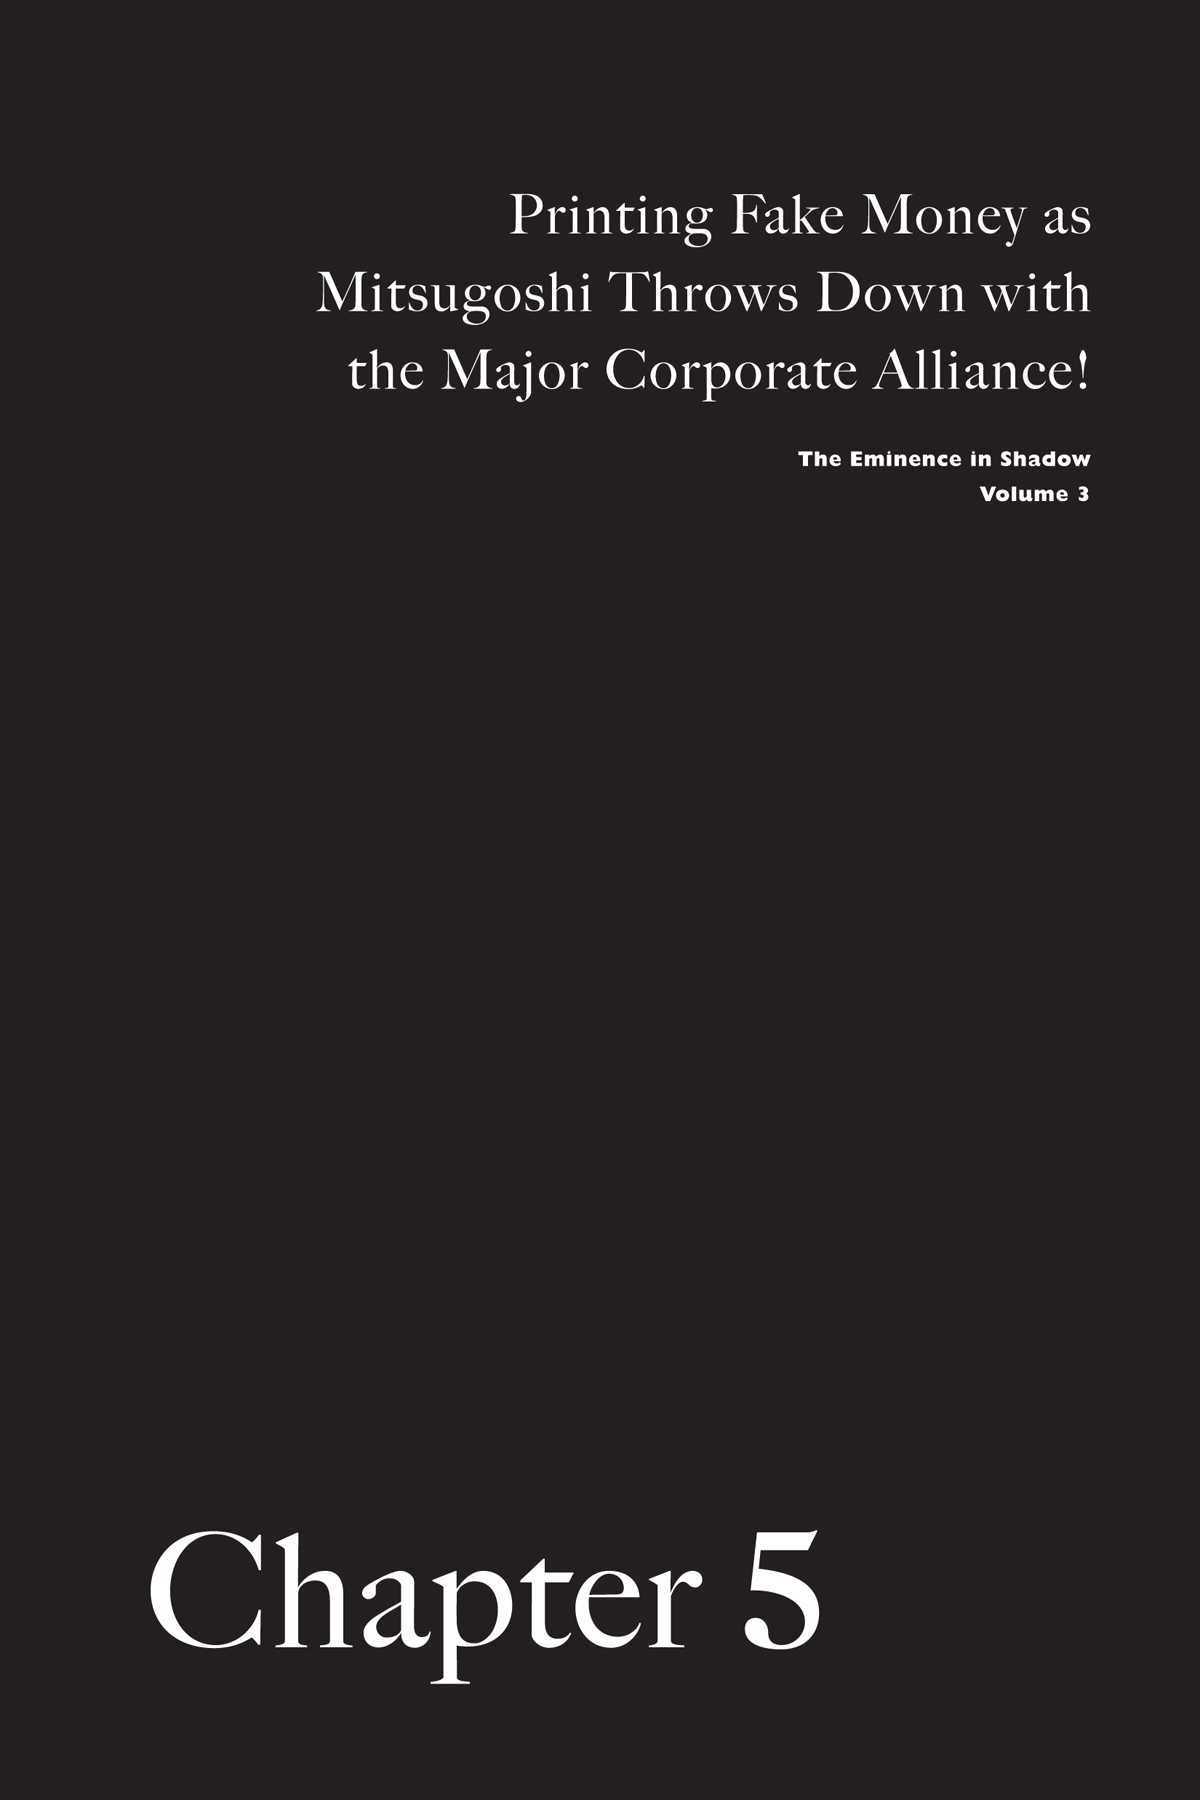 Printing Fake Money as
Mitsugoshi Throws Down with
the Major Corporate Alliance!
The Eminence in Shadow
Volume 3
Chapter 5